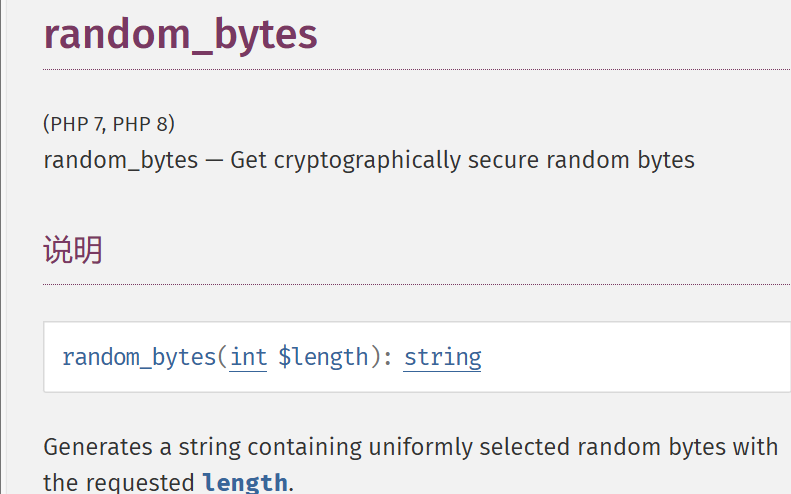 random_bytes
(PHP 7, PHP 8)
random_bytes — Get cryptographically secure random bytes
说明
random_bytes(int $length): string
Generates a string containing uniformly selected random bytes with
the requested length.